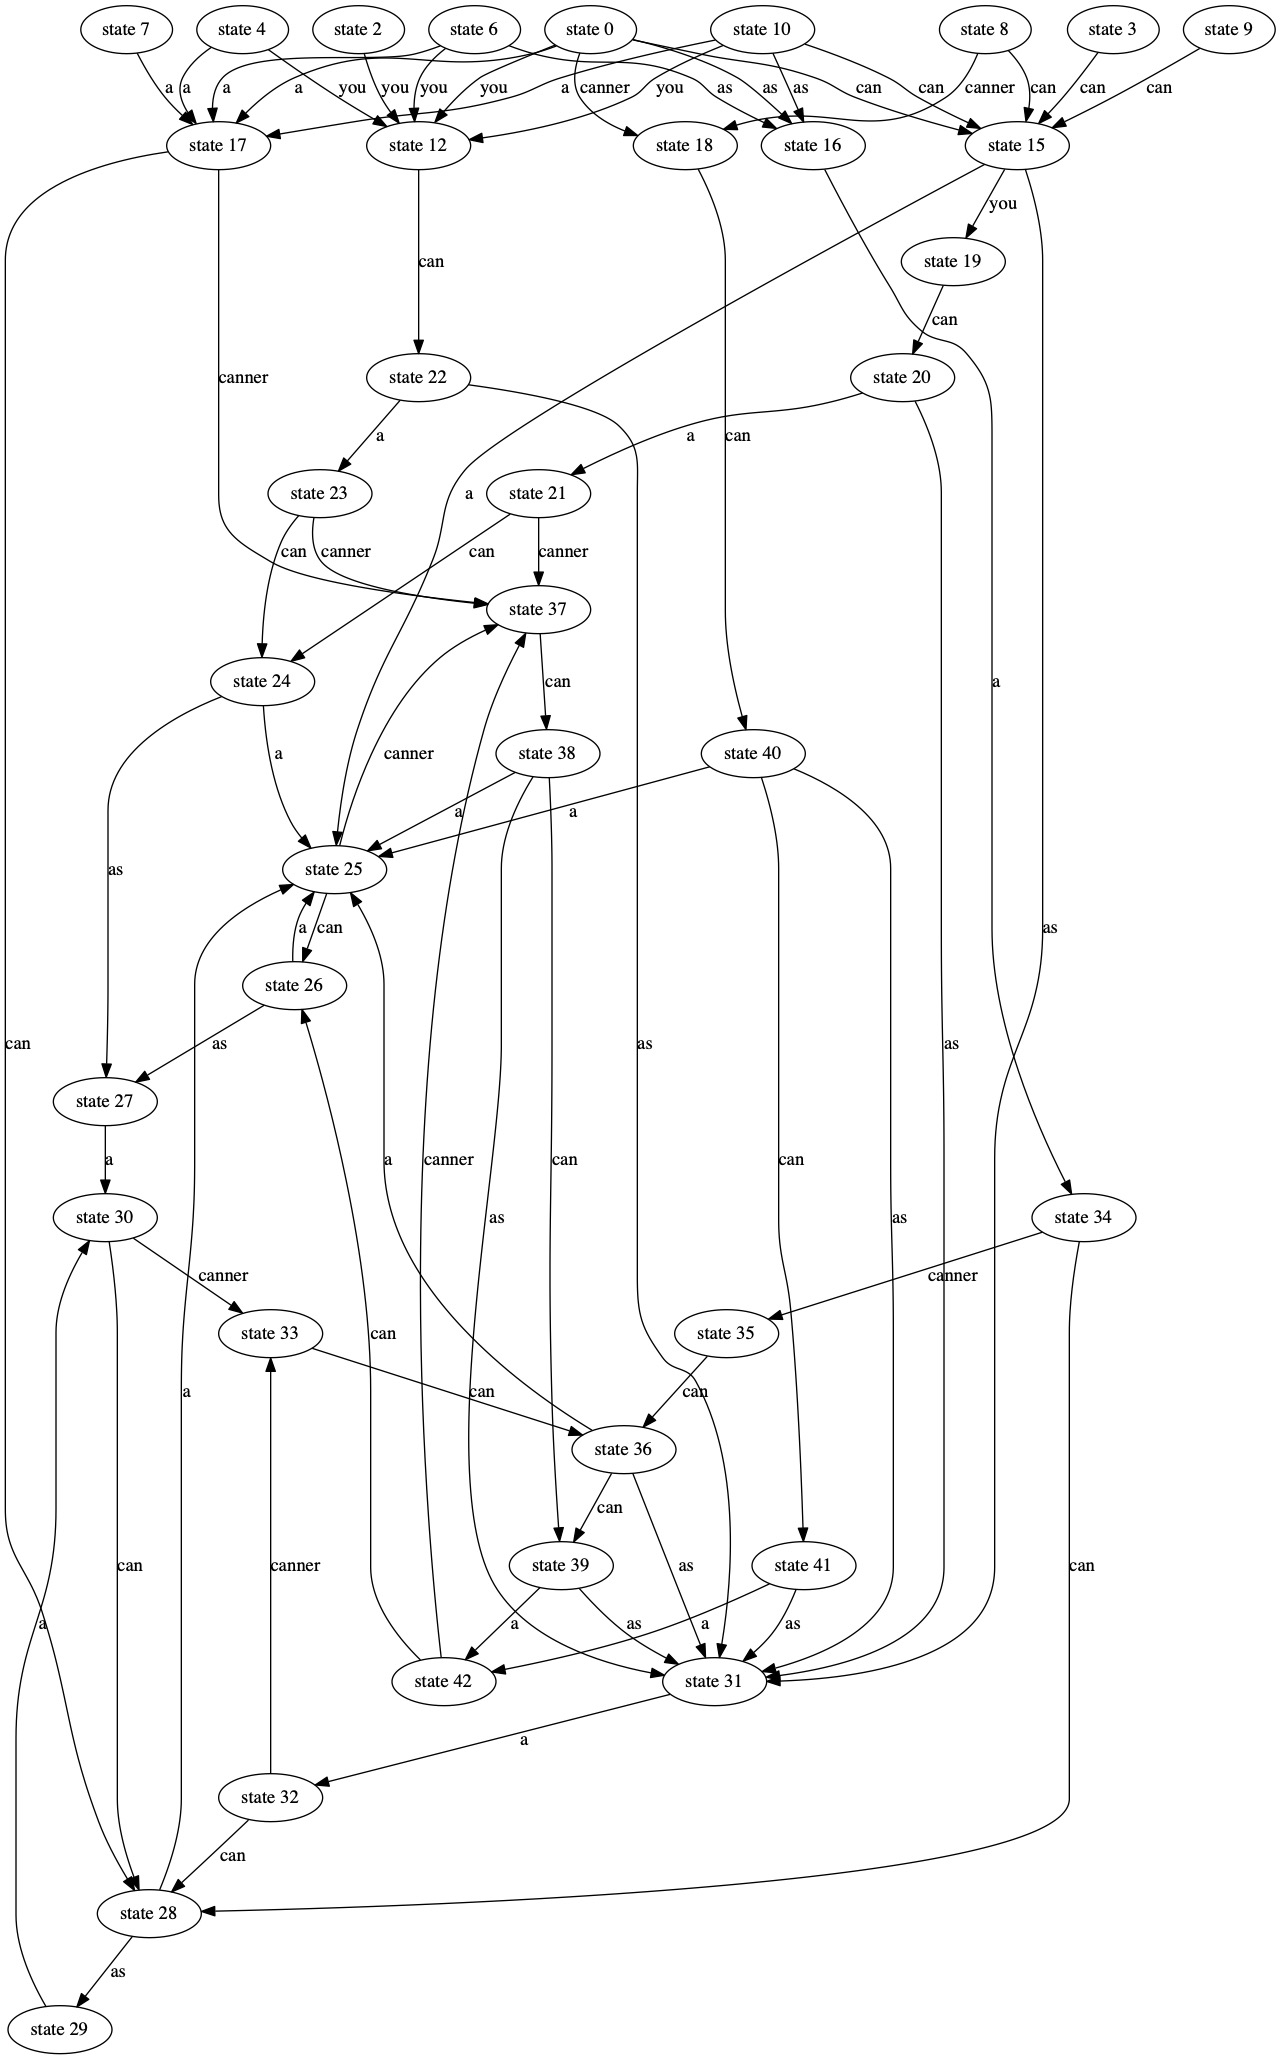 state 7
state 4
state 2
state 6
state 0
state 10
state 8
state 3
state 9
a
a
you
you
a
you
a
you
you
a
canner
you
as
as
as
can
can
canner
can
can
can
state 17
state 12
state 18
state 16
state 15
you
can
state 19
can
canner
state 22
state 20
a
a
can
state 23
state 21
a
can
canner
can
canner
state 37
state 24
can
a
a
canner
state 38
state 40
a
a
as
state 25
a
can
as
state 26
can
as
as
as
state 27
a
a
canner
can
can
state 30
as
as
state 34
canner
canner
state 33
can
state 35
a
can
can
state 36
can
can
canner
state 39
as
state 41
can
a
a
as
a
as
state 42
state 31
a
state 32
can
state 28
as
state 29